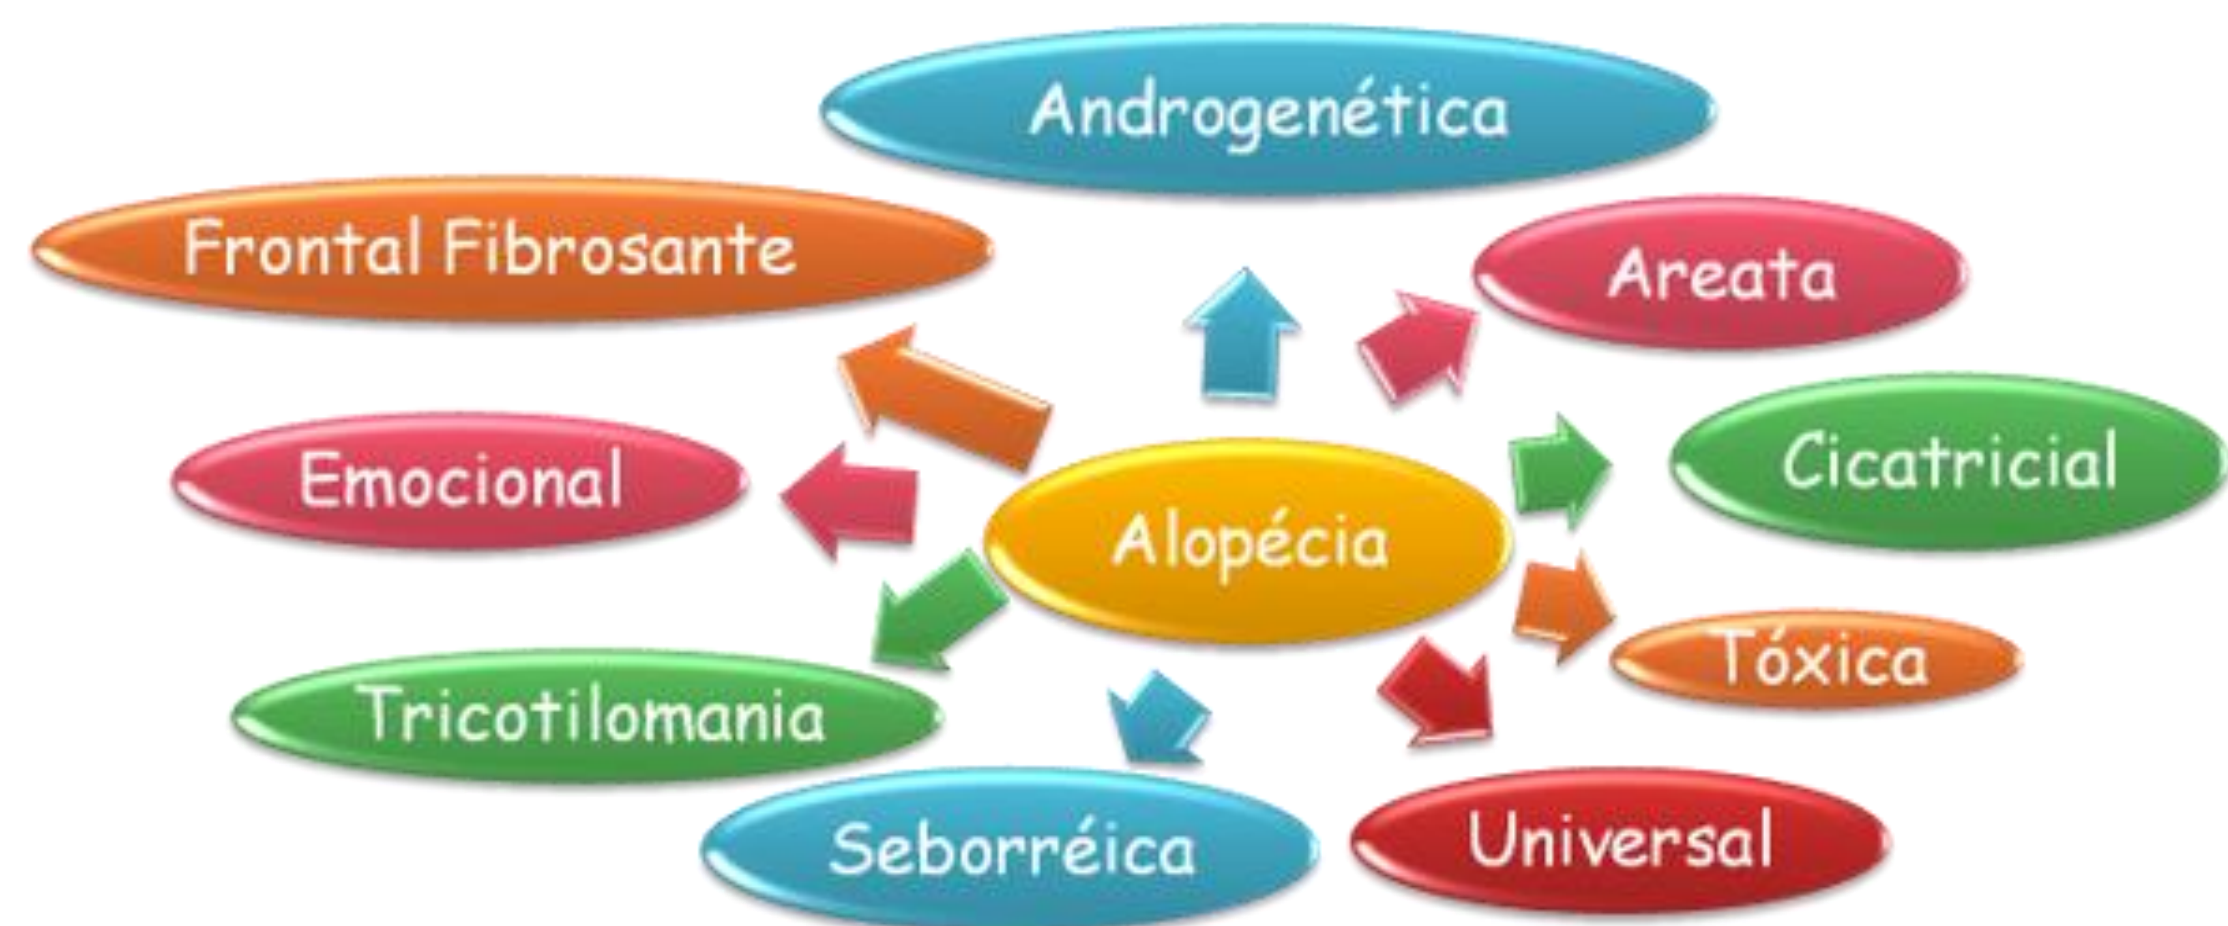 Androgenética
Frontal Fibrosante
Areata
Emocional
Cicatricial
Alopécia
Tóxica
Tricotilomania
Seborréica
Universal